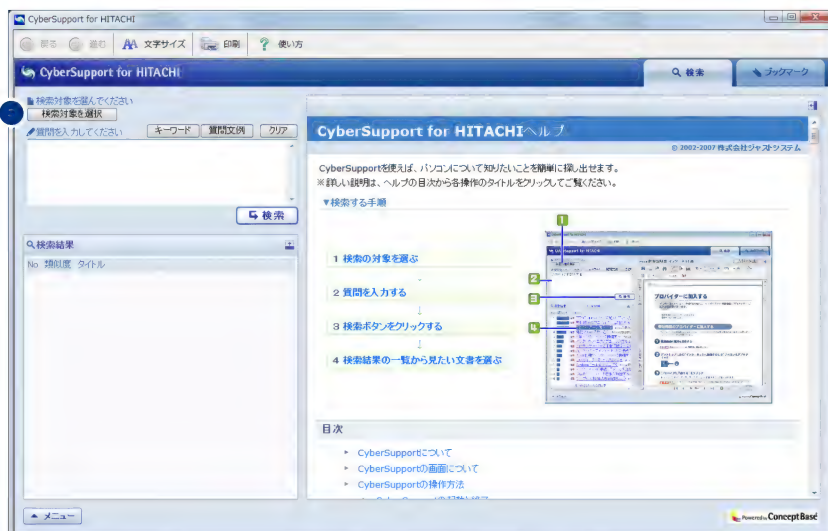 CyberSupport for HITACHI
戻る 進む 文字サイズ 印刷 使い方
CyberSupport for HITACHI
検索 ブックマーク
検索対象を選んでください
検索対象を選択
質問を入力してください キーワード 質問文例 クリア
検索
検索結果
No 類似度 タイトル
CyberSupport for HITACHIヘルプ
© 2002-2007 株式会社ジャストシステム
CyberSupportを使えば、パソコンについて知りたいことを簡単に探し出せます。
※詳しい説明は、ヘルプの目次から各操作のタイトルをクリックしてご覧ください。
▼検索する手順
1 検索の対象を選ぶ
↓
2 質問を入力する
↓
3 検索ボタンをクリックする
↓
4 検索結果の一覧から見たい文書を選ぶ
1
2
3
4
プロバイダーに加入する
目次
CyberSupportについて
CyberSupportの画面について
CyberSupportの操作方法
▲ メニュー
Powered by ConceptBase